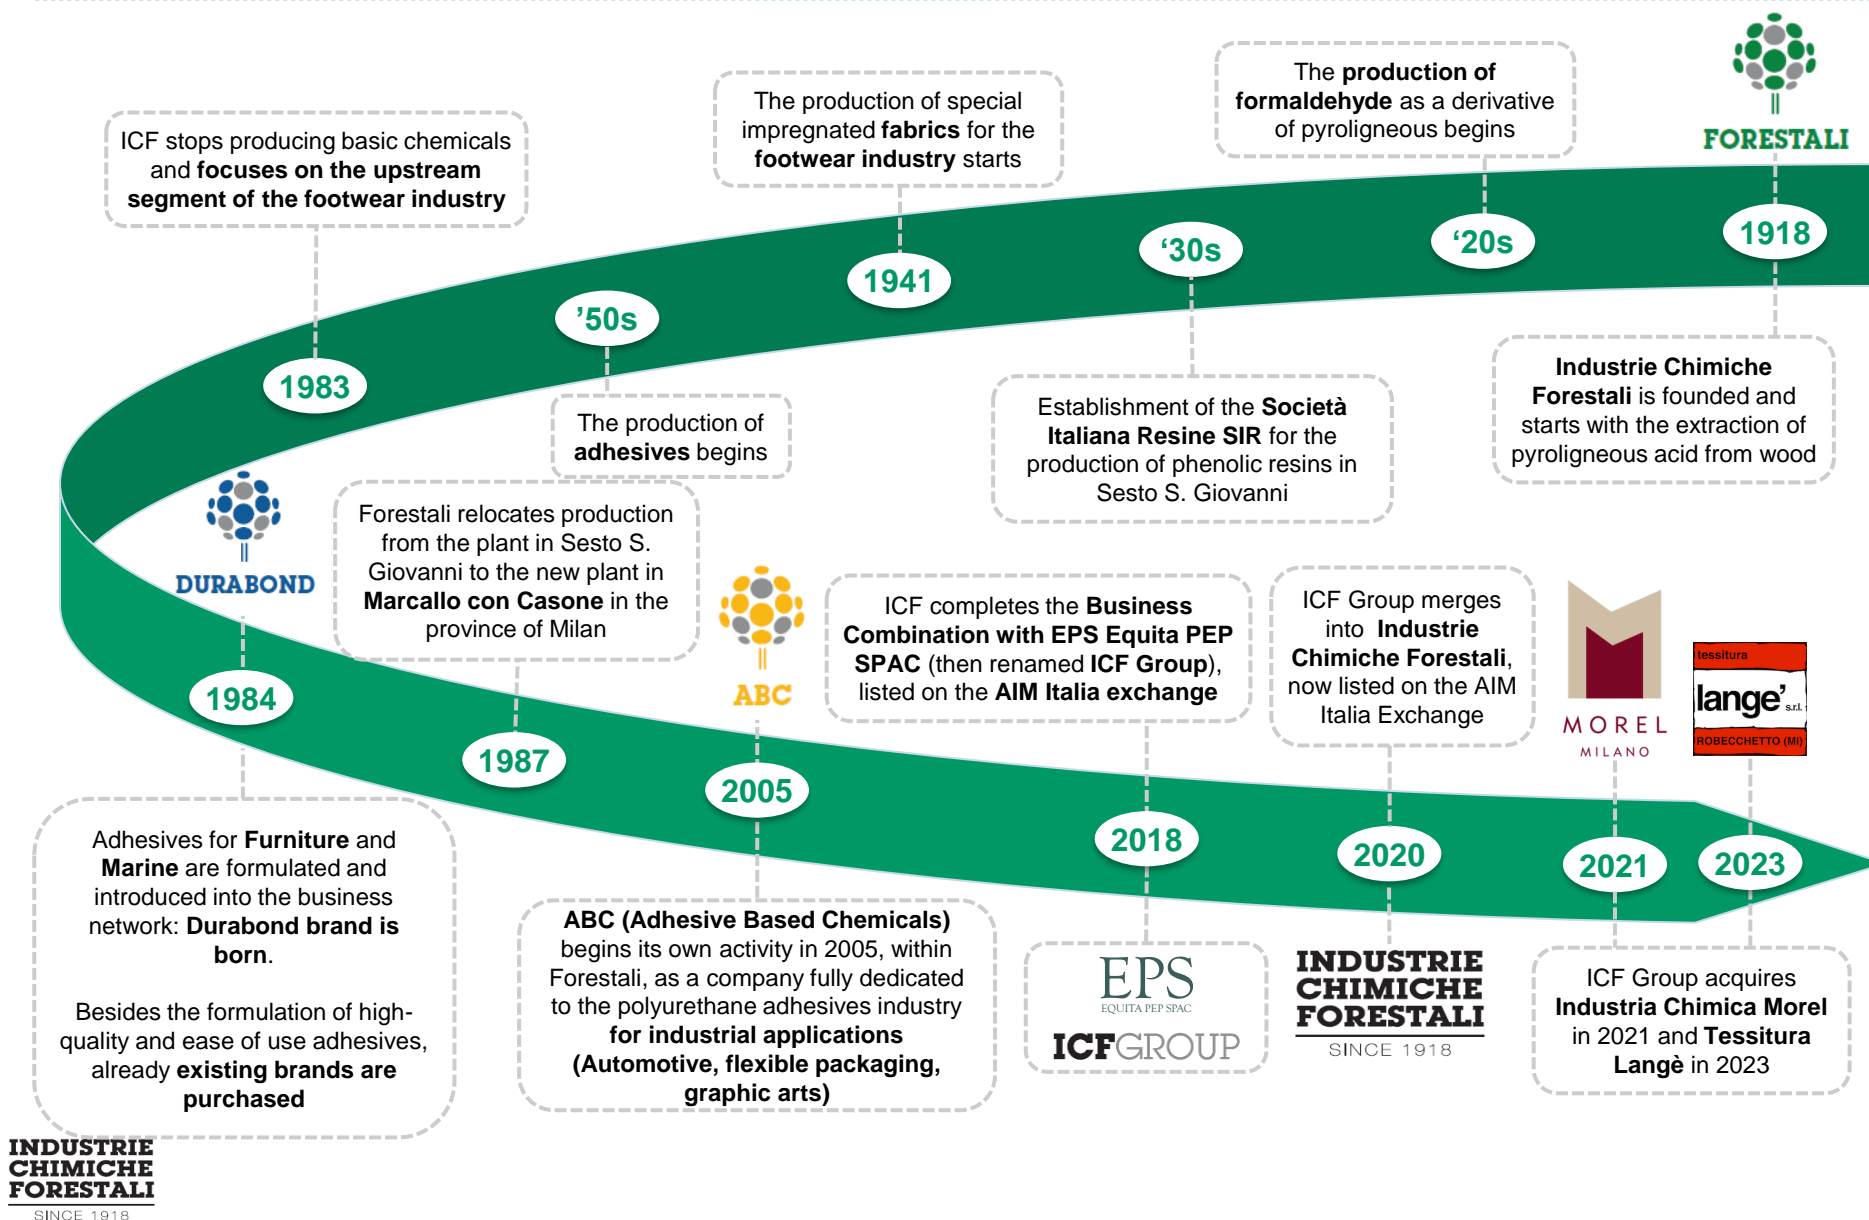 FORESTALI
1918
Industrie Chimiche
Forestali is founded and
starts with the extraction of
pyroligneous acid from wood
The production of
formaldehyde as a derivative
of pyroligneous begins
‘20s
‘30s
Establishment of the Società
Italiana Resine SIR for the
production of phenolic resins in
Sesto S. Giovanni
The production of special
impregnated fabrics for the
footwear industry starts
1941
’50s
The production of
adhesives begins
ICF stops producing basic chemicals
and focuses on the upstream
segment of the footwear industry
1983
DURABOND
1984
Adhesives for Furniture and
Marine are formulated and
introduced into the business
network: Durabond brand is
born.
Besides the formulation of high-
quality and ease of use adhesives,
already existing brands are
purchased
Forestali relocates production
from the plant in Sesto S.
Giovanni to the new plant in
Marcallo con Casone in the
province of Milan
1987
ABC
2005
ABC (Adhesive Based Chemicals)
begins its own activity in 2005, within
Forestali, as a company fully dedicated
to the polyurethane adhesives industry
for industrial applications
(Automotive, flexible packaging,
graphic arts)
ICF completes the Business
Combination with EPS Equita PEP
SPAC (then renamed ICF Group),
listed on the AIM Italia exchange
2018
EPS
EQUITA PEP SPAC
ICFGROUP
ICF Group merges
into Industrie
Chimiche Forestali,
now listed on the AIM
Italia Exchange
2020
INDUSTRIE
CHIMICHE
FORESTALI
SINCE 1918
MOREL
MILANO
2021
tessitura
lange’ s.r.l.
ROBECCHETTO (MI)
2023
ICF Group acquires
Industria Chimica Morel
in 2021 and Tessitura
Langè in 2023
INDUSTRIE
CHIMICHE
FORESTALI
SINCE 1918